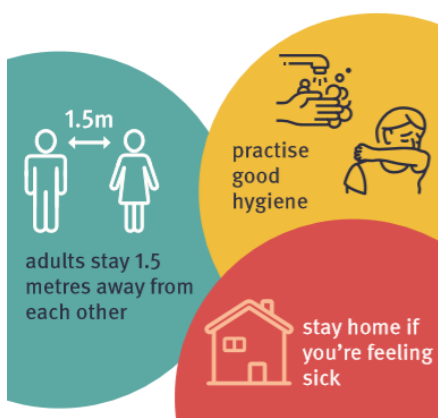 1.5m
adults stay 1.5
metres away from
each other
practise
good
hygiene
stay home if
you're feeling
sick